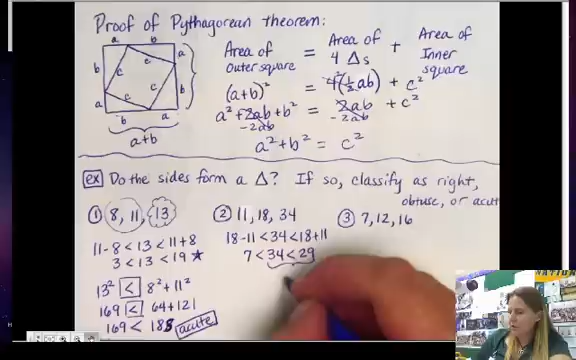 Proof of Pythagorean theorem:
a b
a
b
c
c
c
c
b
a
b
a
b a
a+b
Area of Outer square = Area of 4 Δs + Area of Inner square
(a+b)² = 4(½ab) + c²
a² + 2ab + b² = 2ab + c²
-2ab -2ab
a² + b² = c²
ex Do the sides form a Δ? If so, classify as right,
obtuse, or acute
① 8, 11, 13
11-8 < 13 < 11+8
3 < 13 < 19 ★
13² < 8² + 11²
169 < 64+121
169 < 185 acute
② 11, 18, 34
18-11 < 34 < 18+11
7 < 34 < 29
③ 7, 12, 16